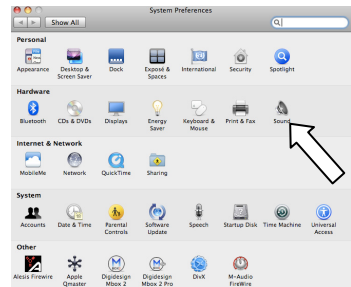 System Preferences
Show All
Personal
Appearance
Desktop & Screen Saver
Dock
Exposé & Spaces
International
Security
Spotlight
Hardware
Bluetooth
CDs & DVDs
Displays
Energy Saver
Keyboard & Mouse
Print & Fax
Sound
Internet & Network
MobileMe
Network
QuickTime
Sharing
System
Accounts
Date & Time
Parental Controls
Software Update
Speech
Startup Disk
Time Machine
Universal Access
Other
Alesis Firewire
Apple Qmaster
Digidesign Mbox 2
Digidesign Mbox 2 Pro
DivX
M-Audio FireWire